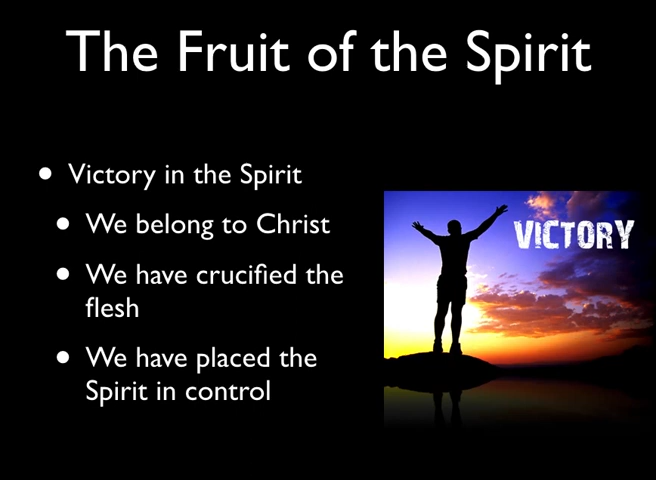 The Fruit of the Spirit
• Victory in the Spirit
• We belong to Christ
• We have crucified the
flesh
• We have placed the
Spirit in control
VICTORY